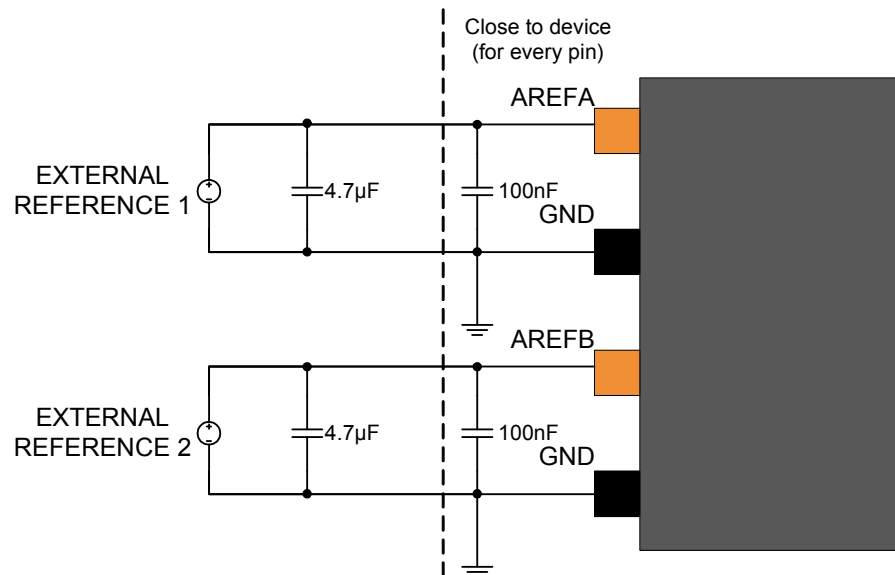 Close to device
(for every pin)
AREFA
EXTERNAL
REFERENCE 1
4.7µF
100nF
GND
AREFB
EXTERNAL
REFERENCE 2
4.7µF
100nF
GND